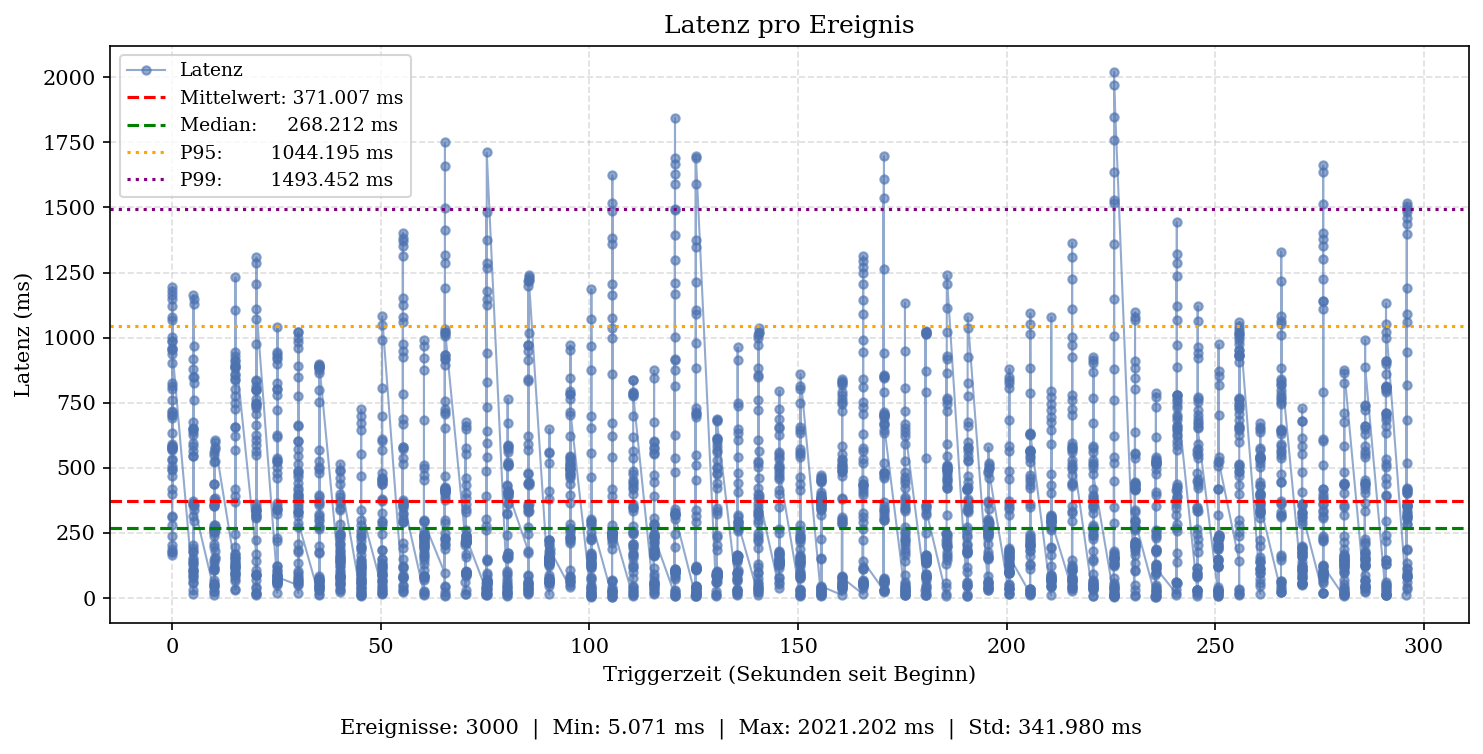 Latenz pro Ereignis
Latenz
Mittelwert: 371.007 ms
Median: 268.212 ms
P95: 1044.195 ms
P99: 1493.452 ms
Latenz (ms)
2000
1750
1500
1250
1000
750
500
250
0
0 50 100 150 200 250 300
Triggerzeit (Sekunden seit Beginn)
Ereignisse: 3000 | Min: 5.071 ms | Max: 2021.202 ms | Std: 341.980 ms